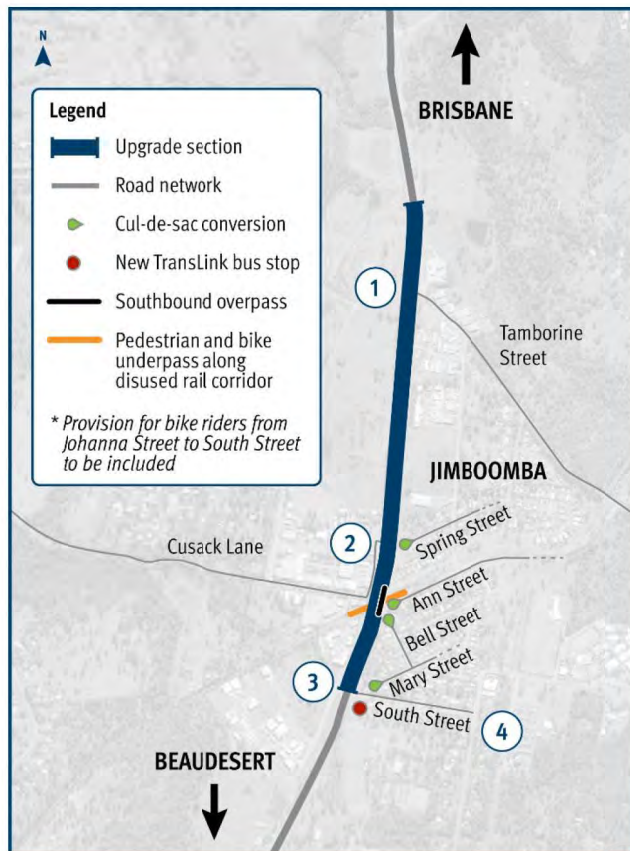 N
BRISBANE
Legend
Upgrade section
Road network
Cul-de-sac conversion
New TransLink bus stop
Southbound overpass
Pedestrian and bike
underpass along
disused rail corridor
* Provision for bike riders from
Johanna Street to South Street
to be included
1
Tamborine
Street
JIMBOOMBA
2
Spring Street
Cusack Lane
Ann Street
Bell Street
Mary Street
3
South Street
4
BEAUDESERT